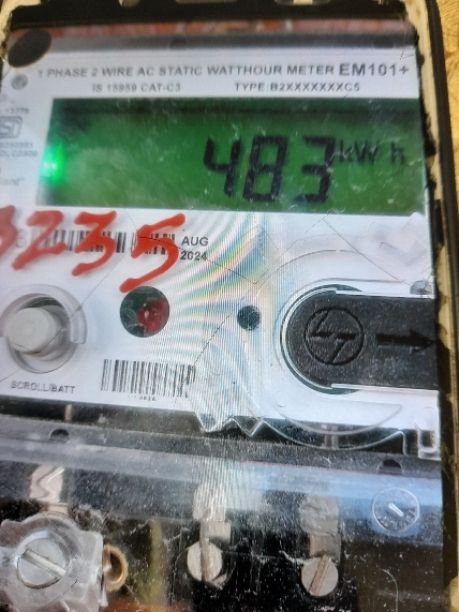 1 PHASE 2 WIRE AC STATIC WATTHOUR METER EM101+
IS 15959 CAT-C3 TYPE:B2XXXXXXXC5
483 kWh
3235
AUG
2024
LT
SCROLL/BATT